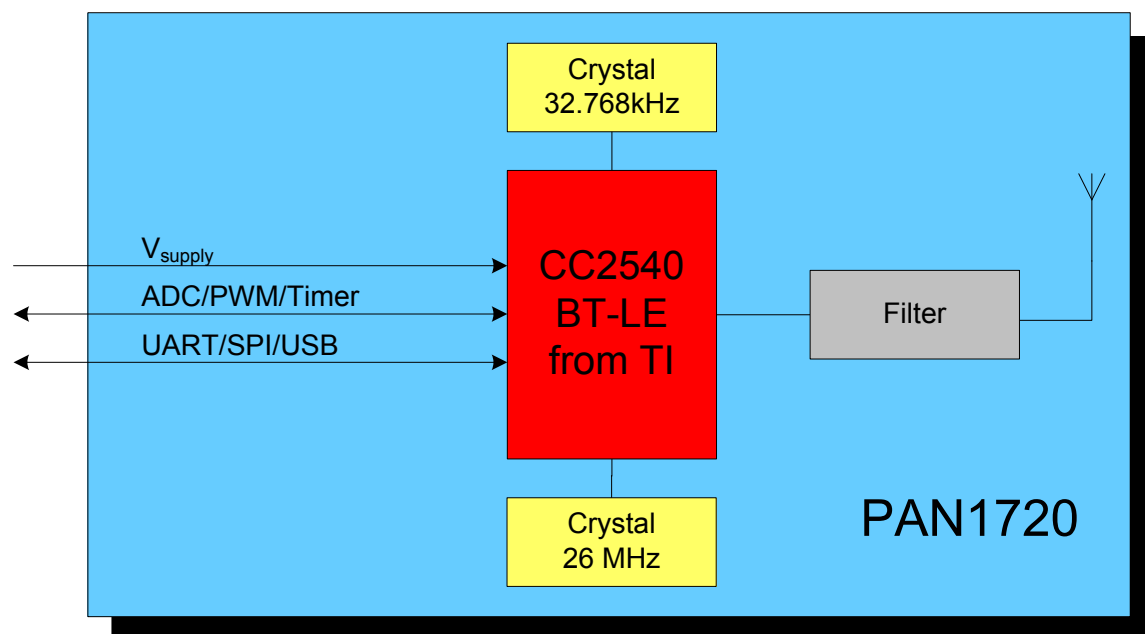 Crystal
32.768kHz
Vsupply
ADC/PWM/Timer
UART/SPI/USB
CC2540
BT-LE
from TI
Filter
Crystal
26 MHz
PAN1720